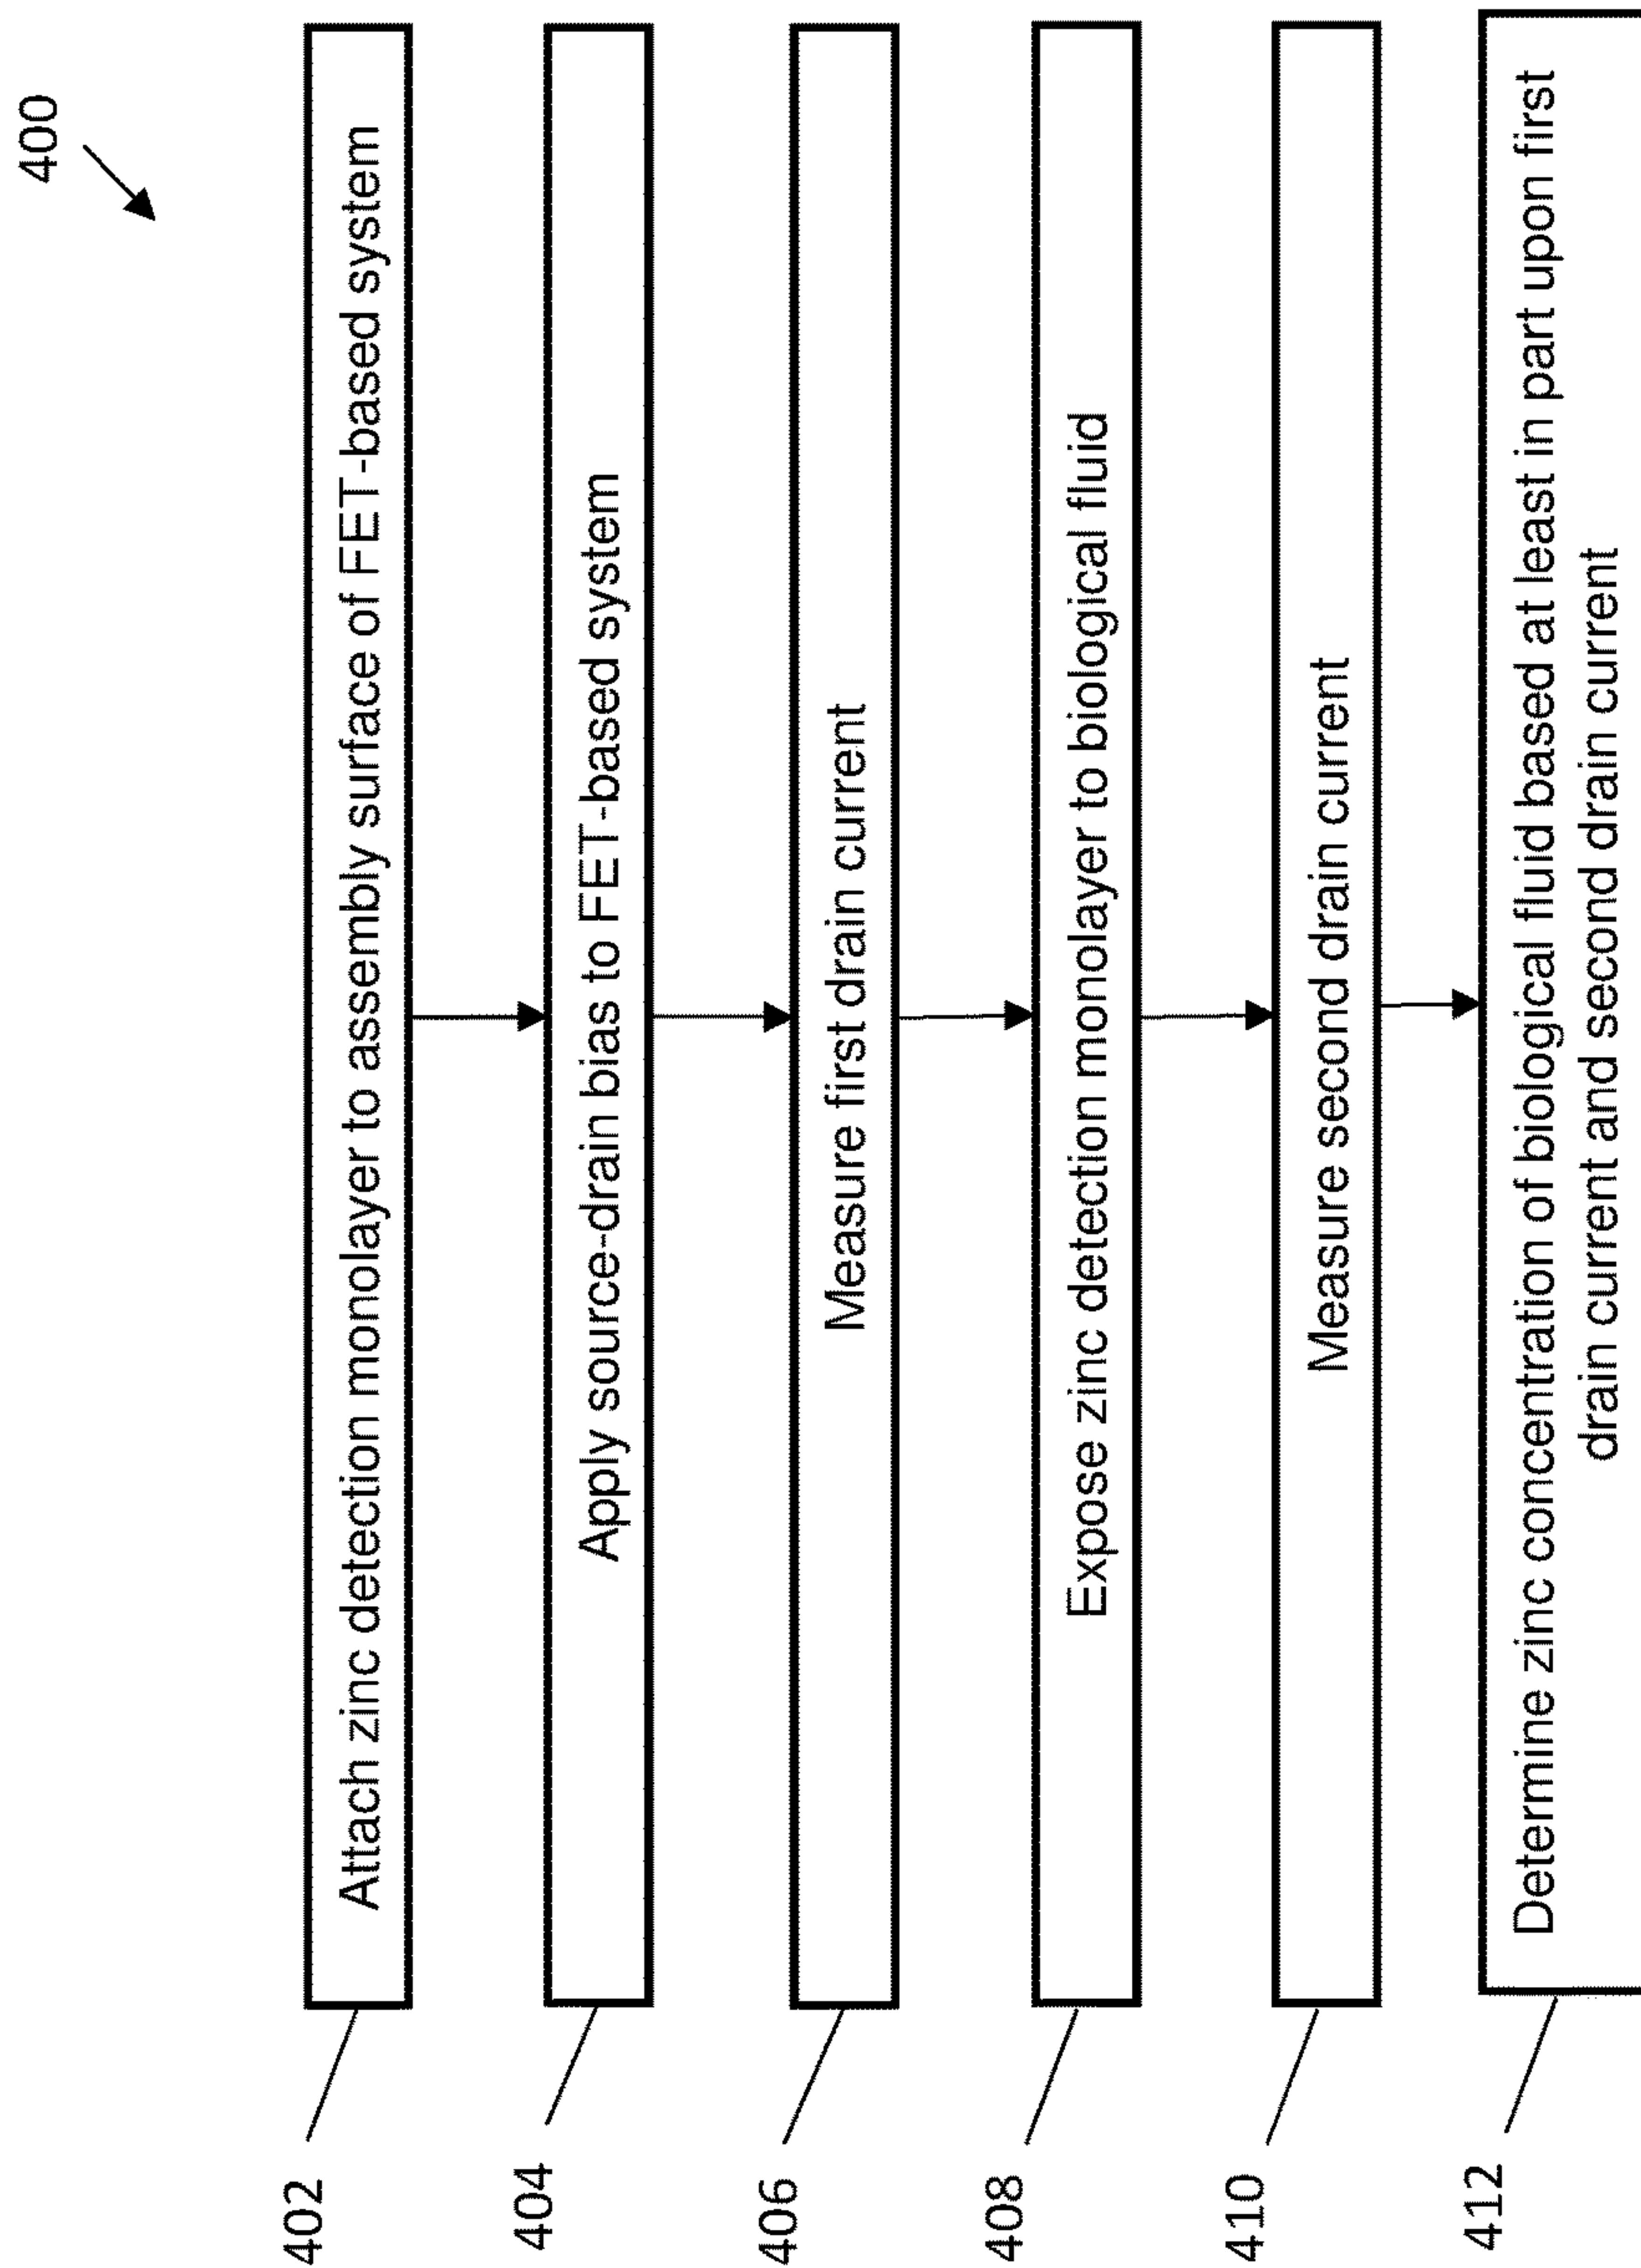 400
402
Attach zinc detection monolayer to assembly surface of FET-based system
404
Apply source-drain bias to FET-based system
406
Measure first drain current
408
Expose zinc detection monolayer to biological fluid
410
Measure second drain current
412
Determine zinc concentration of biological fluid based at least in part upon first
drain current and second drain current